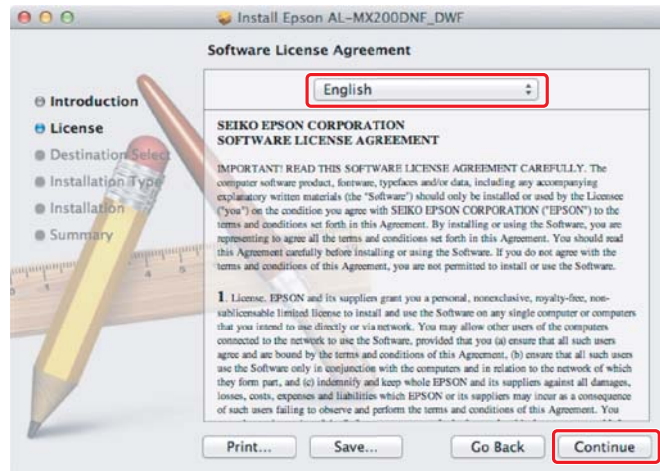 Install Epson AL-MX200DNF_DWF
Software License Agreement
Introduction
License
Destination Select
Installation Type
Installation
Summary
English
SEIKO EPSON CORPORATION
SOFTWARE LICENSE AGREEMENT
IMPORTANT! READ THIS SOFTWARE LICENSE AGREEMENT CAREFULLY. The
computer software product, fontware, typefaces and/or data, including any accompanying
explanatory written materials (the "Software") should only be installed or used by the Licensee
("you") on the condition you agree with SEIKO EPSON CORPORATION ("EPSON") to the
terms and conditions set forth in this Agreement. By installing or using the Software, you are
representing to agree all the terms and conditions set forth in this Agreement. You should read
this Agreement carefully before installing or using the Software. If you do not agree with the
terms and conditions of this Agreement, you are not permitted to install or use the Software.
1. License. EPSON and its suppliers grant you a personal, nonexclusive, royalty-free, non-
sublicensable limited license to install and use the Software on any single computer or computers
that you intend to use directly or via network. You may allow other users of the computers
connected to the network to use the Software, provided that you (a) ensure that all such users
agree and are bound by the terms and conditions of this Agreement, (b) ensure that all such users
use the Software only in conjunction with the computers and in relation to the network of which
they form part, and (c) indemnify and keep whole EPSON and its suppliers against all damages,
losses, costs, expenses and liabilities which EPSON or its suppliers may incur as a consequence
of such users failing to observe and perform the terms and conditions of this Agreement. You
Print...
Save...
Go Back
Continue